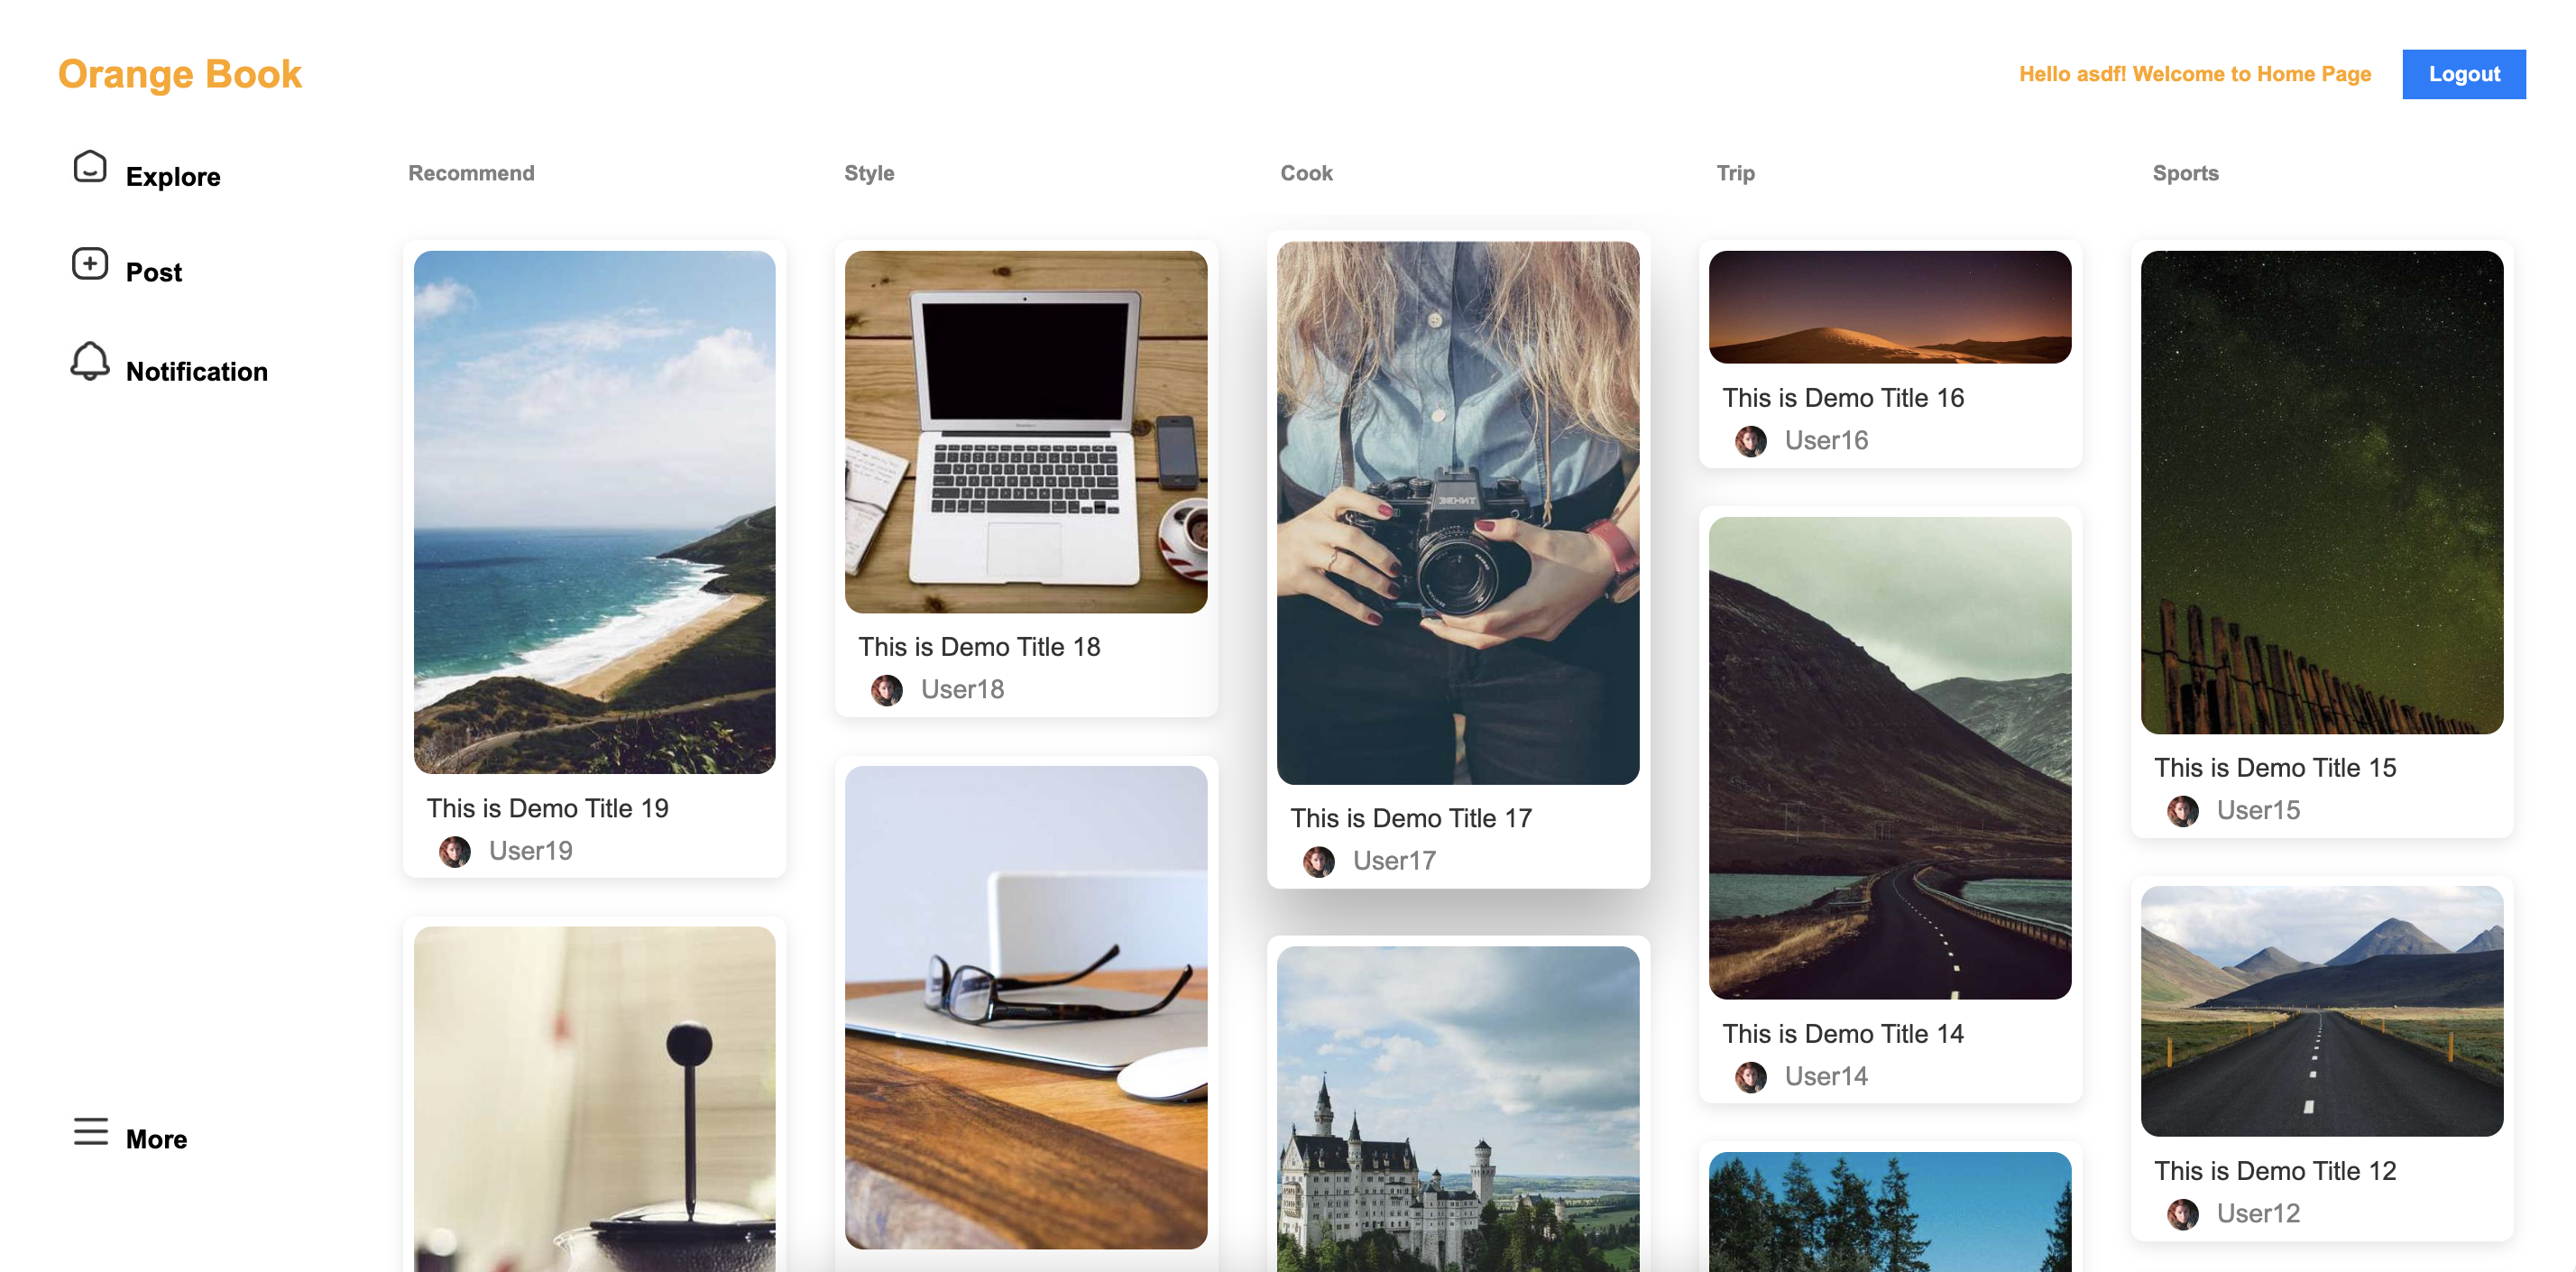 Orange Book
Hello asdf! Welcome to Home Page
Logout
Explore
Post
Notification
More
Recommend
Style
Cook
Trip
Sports
This is Demo Title 19
User19
This is Demo Title 18
User18
ЗЕНИТ
This is Demo Title 17
User17
This is Demo Title 16
User16
This is Demo Title 14
User14
This is Demo Title 15
User15
This is Demo Title 12
User12